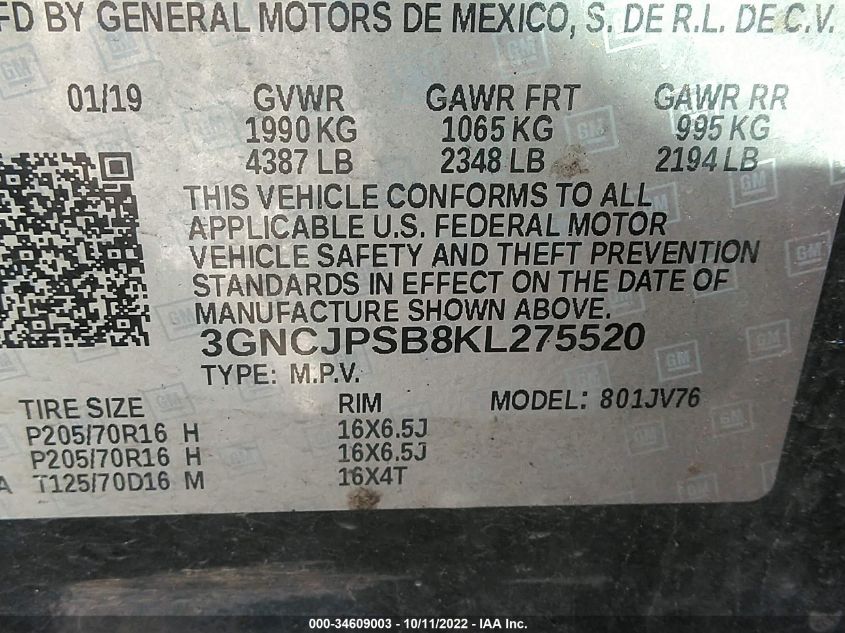 MFD BY GENERAL MOTORS DE MEXICO, S. DE R.L. DE C.V.
01/19 GVWR GAWR FRT GAWR RR
1990 KG 1065 KG 995 KG
4387 LB 2348 LB 2194 LB
THIS VEHICLE CONFORMS TO ALL
APPLICABLE U.S. FEDERAL MOTOR
VEHICLE SAFETY AND THEFT PREVENTION
STANDARDS IN EFFECT ON THE DATE OF
MANUFACTURE SHOWN ABOVE.
3GNCJPSB8KL275520
TYPE: M.P.V.
TIRE SIZE RIM MODEL: 801JV76
P205/70R16 H 16X6.5J
P205/70R16 H 16X6.5J
A T125/70D16 M 16X4T
000-34609003 - 10/11/2022 - IAA Inc.